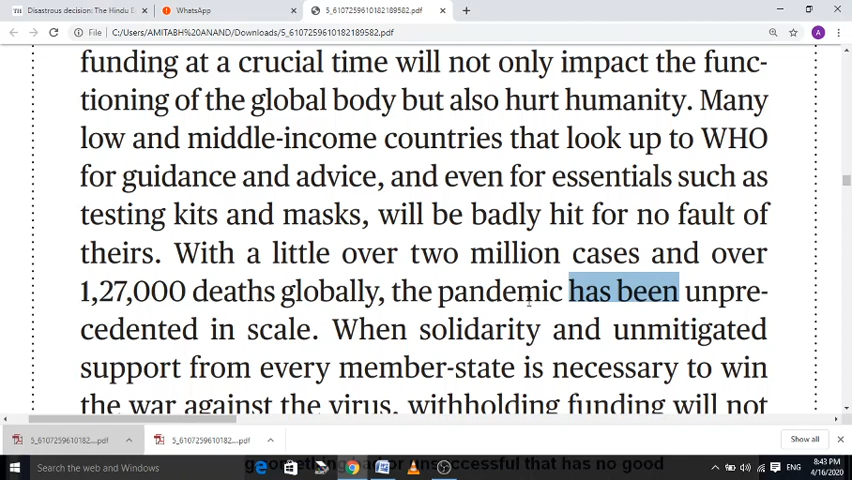 Disastrous decision: The Hindu E
WhatsApp
5_6107259610182189582.pdf
File
C:/Users/AMITABH%20ANAND/Downloads/5_6107259610182189582.pdf
A
funding at a crucial time will not only impact the func-
tioning of the global body but also hurt humanity. Many
low and middle-income countries that look up to WHO
for guidance and advice, and even for essentials such as
testing kits and masks, will be badly hit for no fault of
theirs. With a little over two million cases and over
1,27,000 deaths globally, the pandemic has been unpre-
cedented in scale. When solidarity and unmitigated
support from every member-state is necessary to win
the war against the virus, withholding funding will not
5_6107259610182....pdf
5_6107259610182....pdf
Show all
unsuccessful that has no good
Search the web and Windows
ENG
8:43 PM
4/16/2020